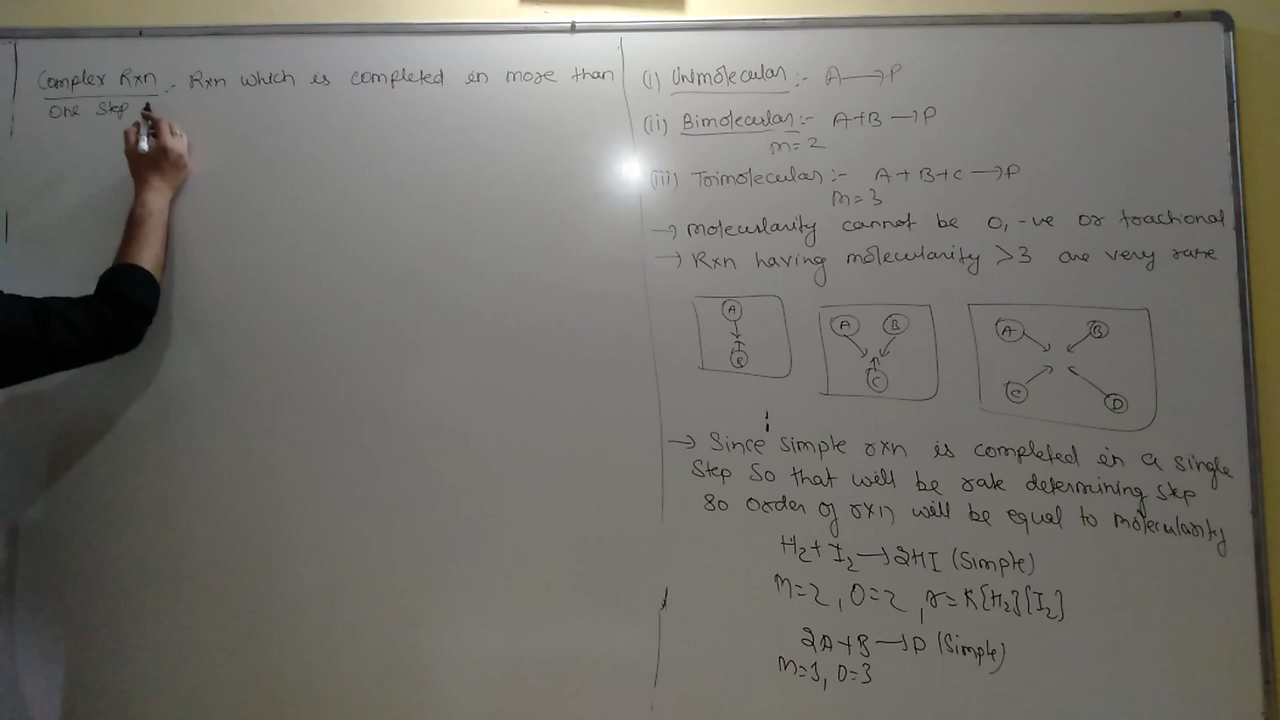 Complex Rxn :- Rxn which is completed in more than
One Step
(i) Unimolecular :- A → P
(ii) Bimolecular :- A+B → P
m=2
(iii) Trimolecular :- A+B+C → P
m=3
→ Molecularity cannot be 0, -ve or fractional
→ Rxn having molecularity >3 are very rare
A
B
A B
C
A B
C D
→ Since simple rxn is completed in a single
step so that will be rate determining step
so order of rxn will be equal to molecularity
H₂ + I₂ → 2HI (Simple)
m=2, O=2, r=K[H₂][I₂]
2A+B → P (Simple)
m=3, O=3